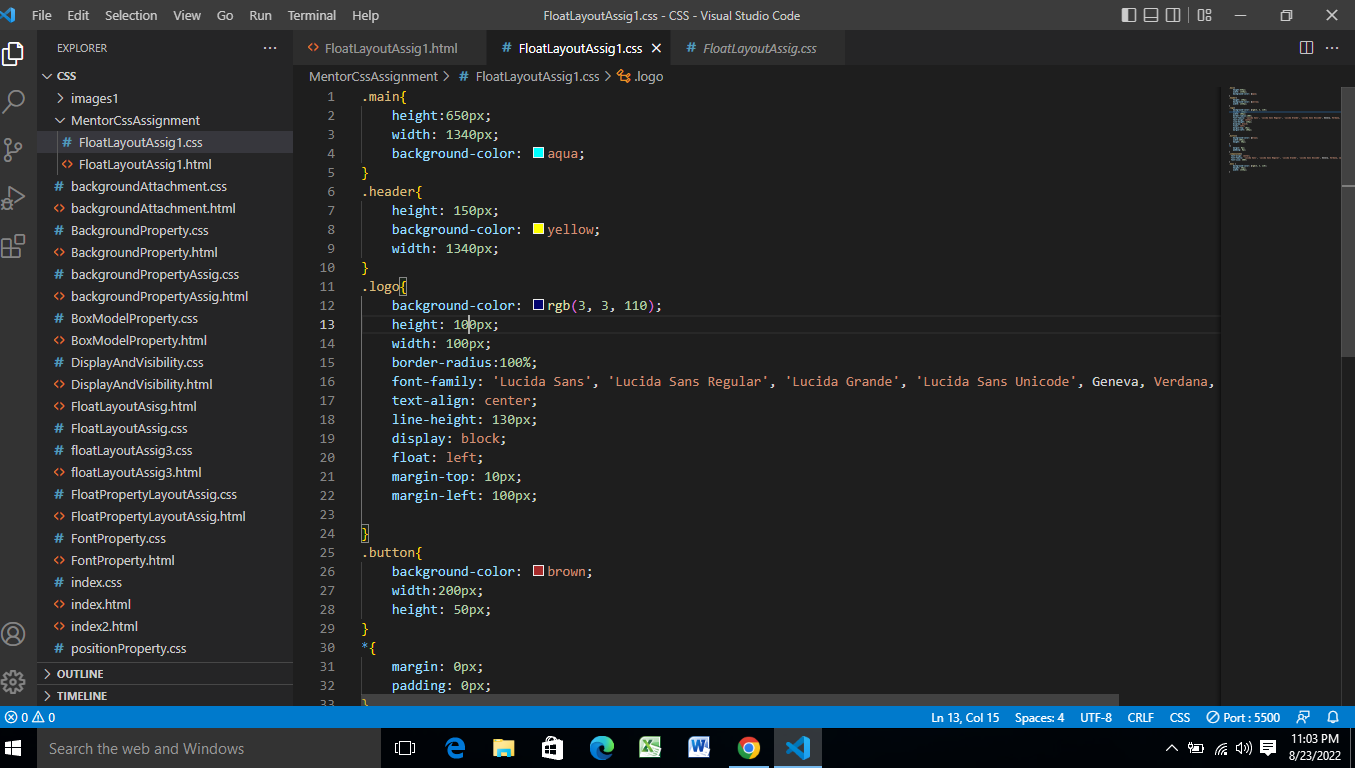 File Edit Selection View Go Run Terminal Help FloatLayoutAssig1.css - CSS - Visual Studio Code
EXPLORER
CSS
images1
MentorCssAssignment
FloatLayoutAssig1.css
FloatLayoutAssig1.html
backgroundAttachment.css
backgroundAttachment.html
BackgroundProperty.css
BackgroundProperty.html
backgroundPropertyAssig.css
backgroundPropertyAssig.html
BoxModelProperty.css
BoxModelProperty.html
DisplayAndVisibility.css
DisplayAndVisibility.html
FloatLayoutAsisg.html
FloatLayoutAssig.css
floatLayoutAssig3.css
floatLayoutAssig3.html
FloatPropertyLayoutAssig.css
FloatPropertyLayoutAssig.html
FontProperty.css
FontProperty.html
index.css
index.html
index2.html
positionProperty.css
OUTLINE
TIMELINE
FloatLayoutAssig1.html # FloatLayoutAssig1.css # FloatLayoutAssig.css
MentorCssAssignment > # FloatLayoutAssig1.css > .logo
1 .main{
2 height:650px;
3 width: 1340px;
4 background-color: aqua;
5 }
6 .header{
7 height: 150px;
8 background-color: yellow;
9 width: 1340px;
10 }
11 .logo{
12 background-color: rgb(3, 3, 110);
13 height: 100px;
14 width: 100px;
15 border-radius:100%;
16 font-family: 'Lucida Sans', 'Lucida Sans Regular', 'Lucida Grande', 'Lucida Sans Unicode', Geneva, Verdana,
17 text-align: center;
18 line-height: 130px;
19 display: block;
20 float: left;
21 margin-top: 10px;
22 margin-left: 100px;
23
24 }
25 .button{
26 background-color: brown;
27 width:200px;
28 height: 50px;
29 }
30 *{
31 margin: 0px;
32 padding: 0px;
33 }
0 0 Ln 13, Col 15 Spaces: 4 UTF-8 CRLF CSS Port : 5500
Search the web and Windows
11:03 PM
8/23/2022